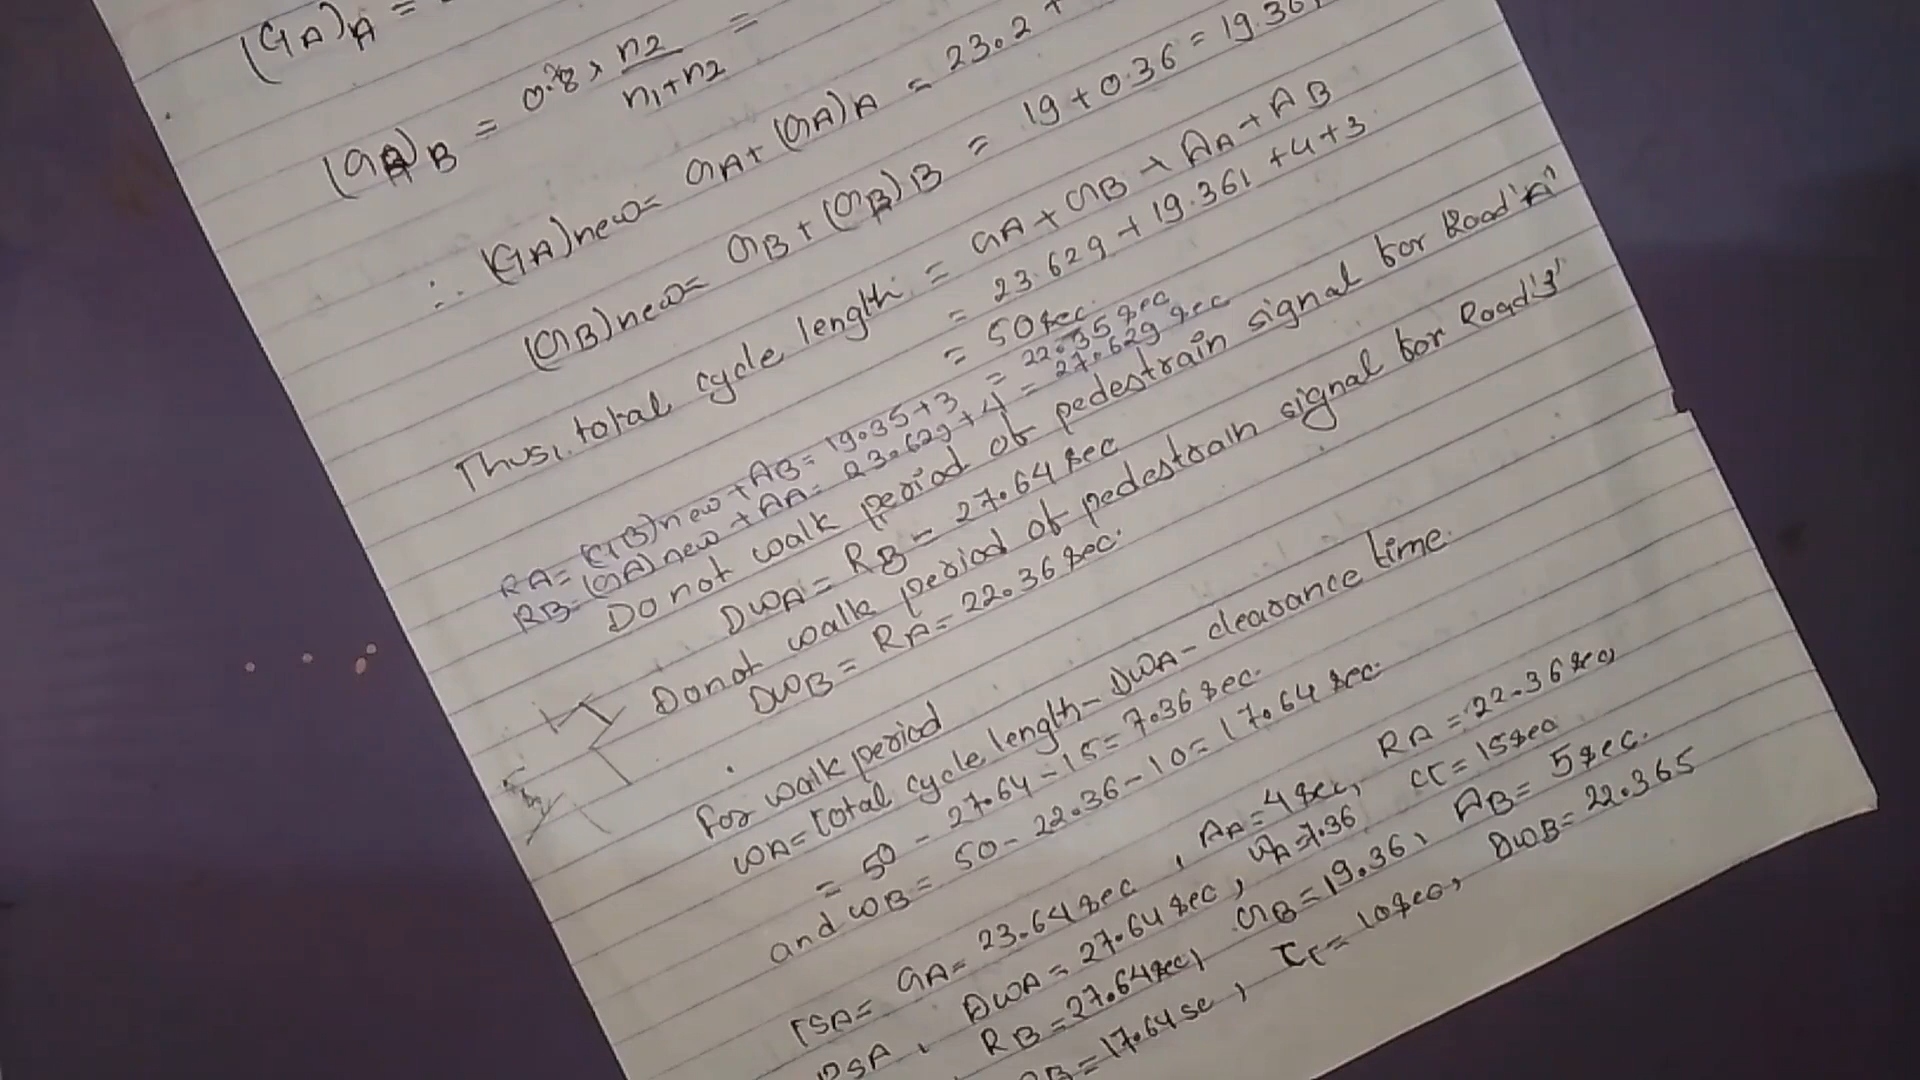 (GA)A =
(GA)B = 0.8 × n2/n1+n2 =
∴ (GA)new = GA + (GA)A = 23.2 +
(GB)new = GB + (GB)B = 19 + 0.36 = 19.36
Thus, total cycle length = GA + GB + AA + AB
= 23.629 + 19.361 + 4 + 3
= 50 sec
RA = (GB)new + AB = 19.35 + 3 = 22.35 sec
RB = (GA)new + AA = 23.629 + 4 = 27.629 sec
Do not walk period of pedestrain signal for Road 'A'
DWA = RB = 27.64 sec
Donot walk period of pedestrain signal for Road 'B'
DWB = RA = 22.36 sec.
For walk period
WA = Total cycle length - DWA - clearance time.
= 50 - 27.64 - 15 = 7.36 sec.
and WB = 50 - 22.36 - 10 = 17.64 sec.
TSA = GA = 23.64 sec, AA = 4 sec, RA = 22.36 sec
PSA, DWA = 27.64 sec, WA = 7.36 CC = 15 sec
RB = 27.64 sec, GB = 19.36, AB = 5 sec.
= 17.64 se, Cc = 10 sec, DWB = 22.365